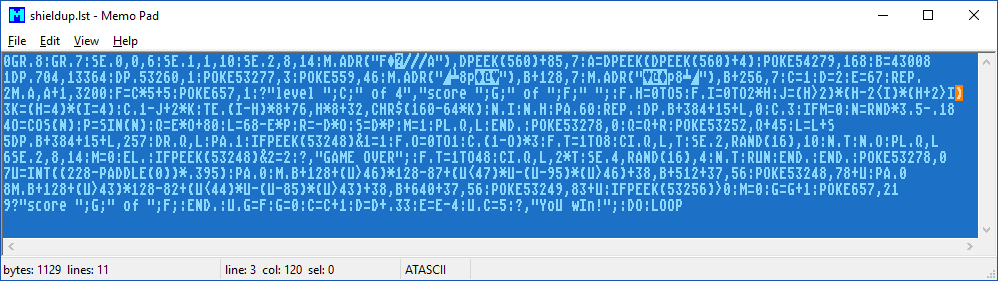 shieldup.lst - Memo Pad
File Edit View Help
0GR.8:GR.7:SE.0,0,6:SE.1,1,10:SE.2,8,14:M.ADR("F♦2///A"),DPEEK(560)+85,7:A=DPEEK(DPEEK(560)+4):POKE54279,168:B=43008
1DP.704,13364:DP.53260,1:POKE53277,3:POKE559,46:M.ADR(" 8p "),B+128,7:M.ADR(" p8 "),B+256,7:C=1:D=2:E=67:REP.
2M.A,A+1,3200:F=C*5+5:POKE657,1:?"level ";C;" of 4","score ";G;" of ";F;" ";:F.H=0TO5:F.I=0TO2*H:J=(H>2)*(H-2<I)*(H+2>I)
3K=(H=4)*(I=4):C.1-J+2*K:TE.(I-H)*8+76,H*8+32,CHR$(160-64*K):N.I:N.H:PA.60:REP.:DP.B+384+15+L,0:C.3:IFM=0:N=RND*3.5-.18
4O=COS(N):P=SIN(N):Q=E*O+80:L=68-E*P:R=-D*O:S=D*P:M=1:PL.Q,L:END.:POKE53278,0:Q=Q+R:POKE53252,Q+45:L=L+S
5DP.B+384+15+L,257:DR.Q,L:PA.1:IFPEEK(53248)&1=1:F.O=0TO1:C.(1-O)*3:F.T=1TO8:CI.Q,L,T:SE.2,RAND(16),10:N.T:N.O:PL.Q,L
6SE.2,8,14:M=0:EL.:IFPEEK(53248)&2=2:?,"GAME OVER";:F.T=1TO48:CI.Q,L,2*T:SE.4,RAND(16),4:N.T:RUN:END.:END.:POKE53278,0
7U=INT((228-PADDLE(0))*.395):PA.0:M.B+128+(U>46)*128-87+(U<47)*U-(U-95)*(U>46)+38,B+512+37,56:POKE53248,78+U:PA.0
8M.B+128+(U>43)*128-82+(U<44)*U-(U-85)*(U>43)+38,B+640+37,56:POKE53249,83+U:IFPEEK(53256)>0:M=0:G=G+1:POKE657,21
9?"score ";G;" of ";F;:END.:U.G=F:G=0:C=C+1:D=D+.33:E=E-4:U.C=5:?,"YoU wIn!";:DO:LOOP
bytes: 1129 lines: 11 line: 3 col: 120 sel: 0 ATASCII